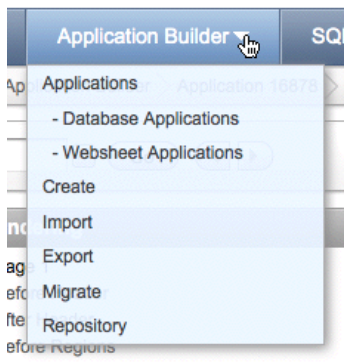 Application Builder SQL
Applications
Application 16878
- Database Applications
- Websheet Applications
Create
Import
Export
Migrate
Repository
efore Regions